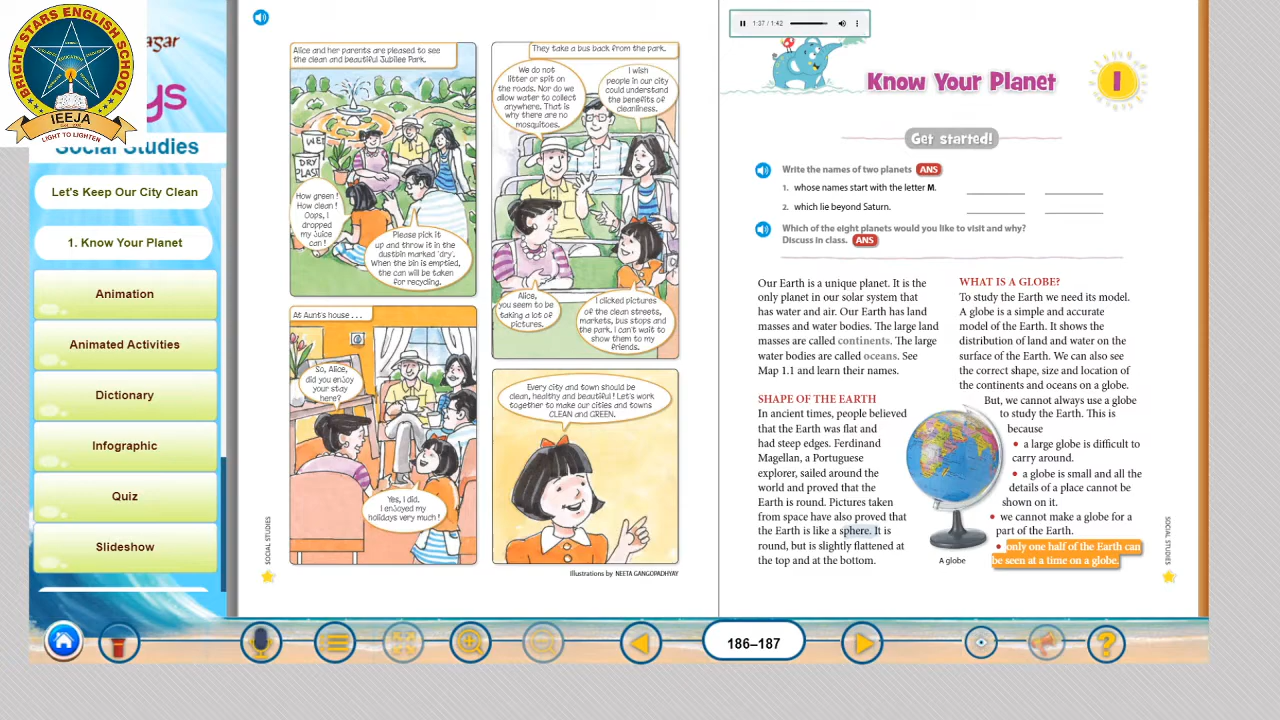 BRIGHT STARS ENGLISH SCHOOL
IEEJA
LIGHT TO LIGHTEN
agar
ys
Social Studies
Let's Keep Our City Clean
1. Know Your Planet
Animation
Animated Activities
Dictionary
Infographic
Quiz
Slideshow
Alice and her parents are pleased to see
the clean and beautiful Jubilee Park.
WE
DRY
PLAS
How green!
How clean!
Oops, I
dropped
my juice
can!
Please pick it
up and throw it in the
dustbin marked 'dry'.
When the bin is emptied,
the can will be taken
for recycling.
They take a bus back from the park.
We do not
litter or spit on
the roads. Nor do we
allow water to collect
anywhere. That is
why there are no
mosquitoes.
I wish
people in our city
could understand
the benefits of
cleanliness.
Alice,
you seem to be
taking a lot of
pictures.
I clicked pictures
of the clean streets,
markets, bus stops and
the park. I can't wait to
show them to my
friends.
At Aunt's house . . .
So, Alice,
did you enjoy
your stay
here?
Yes, I did.
I enjoyed my
holidays very much!
Every city and town should be
clean, healthy and beautiful! Let's work
together to make our cities and towns
CLEAN and GREEN.
SOCIAL STUDIES
Illustrations by NEETA GANGOPADHYAY
1:37 / 1:42
Know Your Planet
1
Get started!
Write the names of two planets ANS
1. whose names start with the letter M.
2. which lie beyond Saturn.
Which of the eight planets would you like to visit and why?
Discuss in class. ANS
Our Earth is a unique planet. It is the
only planet in our solar system that
has water and air. Our Earth has land
masses and water bodies. The large land
masses are called continents. The large
water bodies are called oceans. See
Map 1.1 and learn their names.
SHAPE OF THE EARTH
In ancient times, people believed
that the Earth was flat and
had steep edges. Ferdinand
Magellan, a Portuguese
explorer, sailed around the
world and proved that the
Earth is round. Pictures taken
from space have also proved that
the Earth is like a sphere. It is
round, but is slightly flattened at
the top and at the bottom.
WHAT IS A GLOBE?
To study the Earth we need its model.
A globe is a simple and accurate
model of the Earth. It shows the
distribution of land and water on the
surface of the Earth. We can also see
the correct shape, size and location of
the continents and oceans on a globe.
But, we cannot always use a globe
to study the Earth. This is
because
• a large globe is difficult to
carry around.
• a globe is small and all the
details of a place cannot be
shown on it.
• we cannot make a globe for a
part of the Earth.
• only one half of the Earth can
be seen at a time on a globe.
A globe
SOCIAL STUDIES
186–187
?